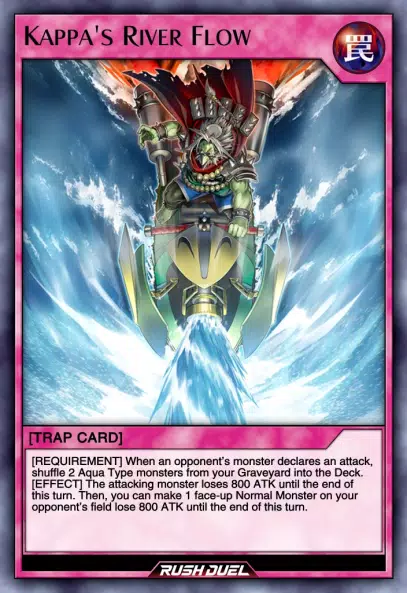 Kappa's River Flow
罠
[TRAP CARD]
[REQUIREMENT] When an opponent's monster declares an attack,
shuffle 2 Aqua Type monsters from your Graveyard into the Deck.
[EFFECT] The attacking monster loses 800 ATK until the end of
this turn. Then, you can make 1 face-up Normal Monster on your
opponent's field lose 800 ATK until the end of this turn.
RUSH DUEL